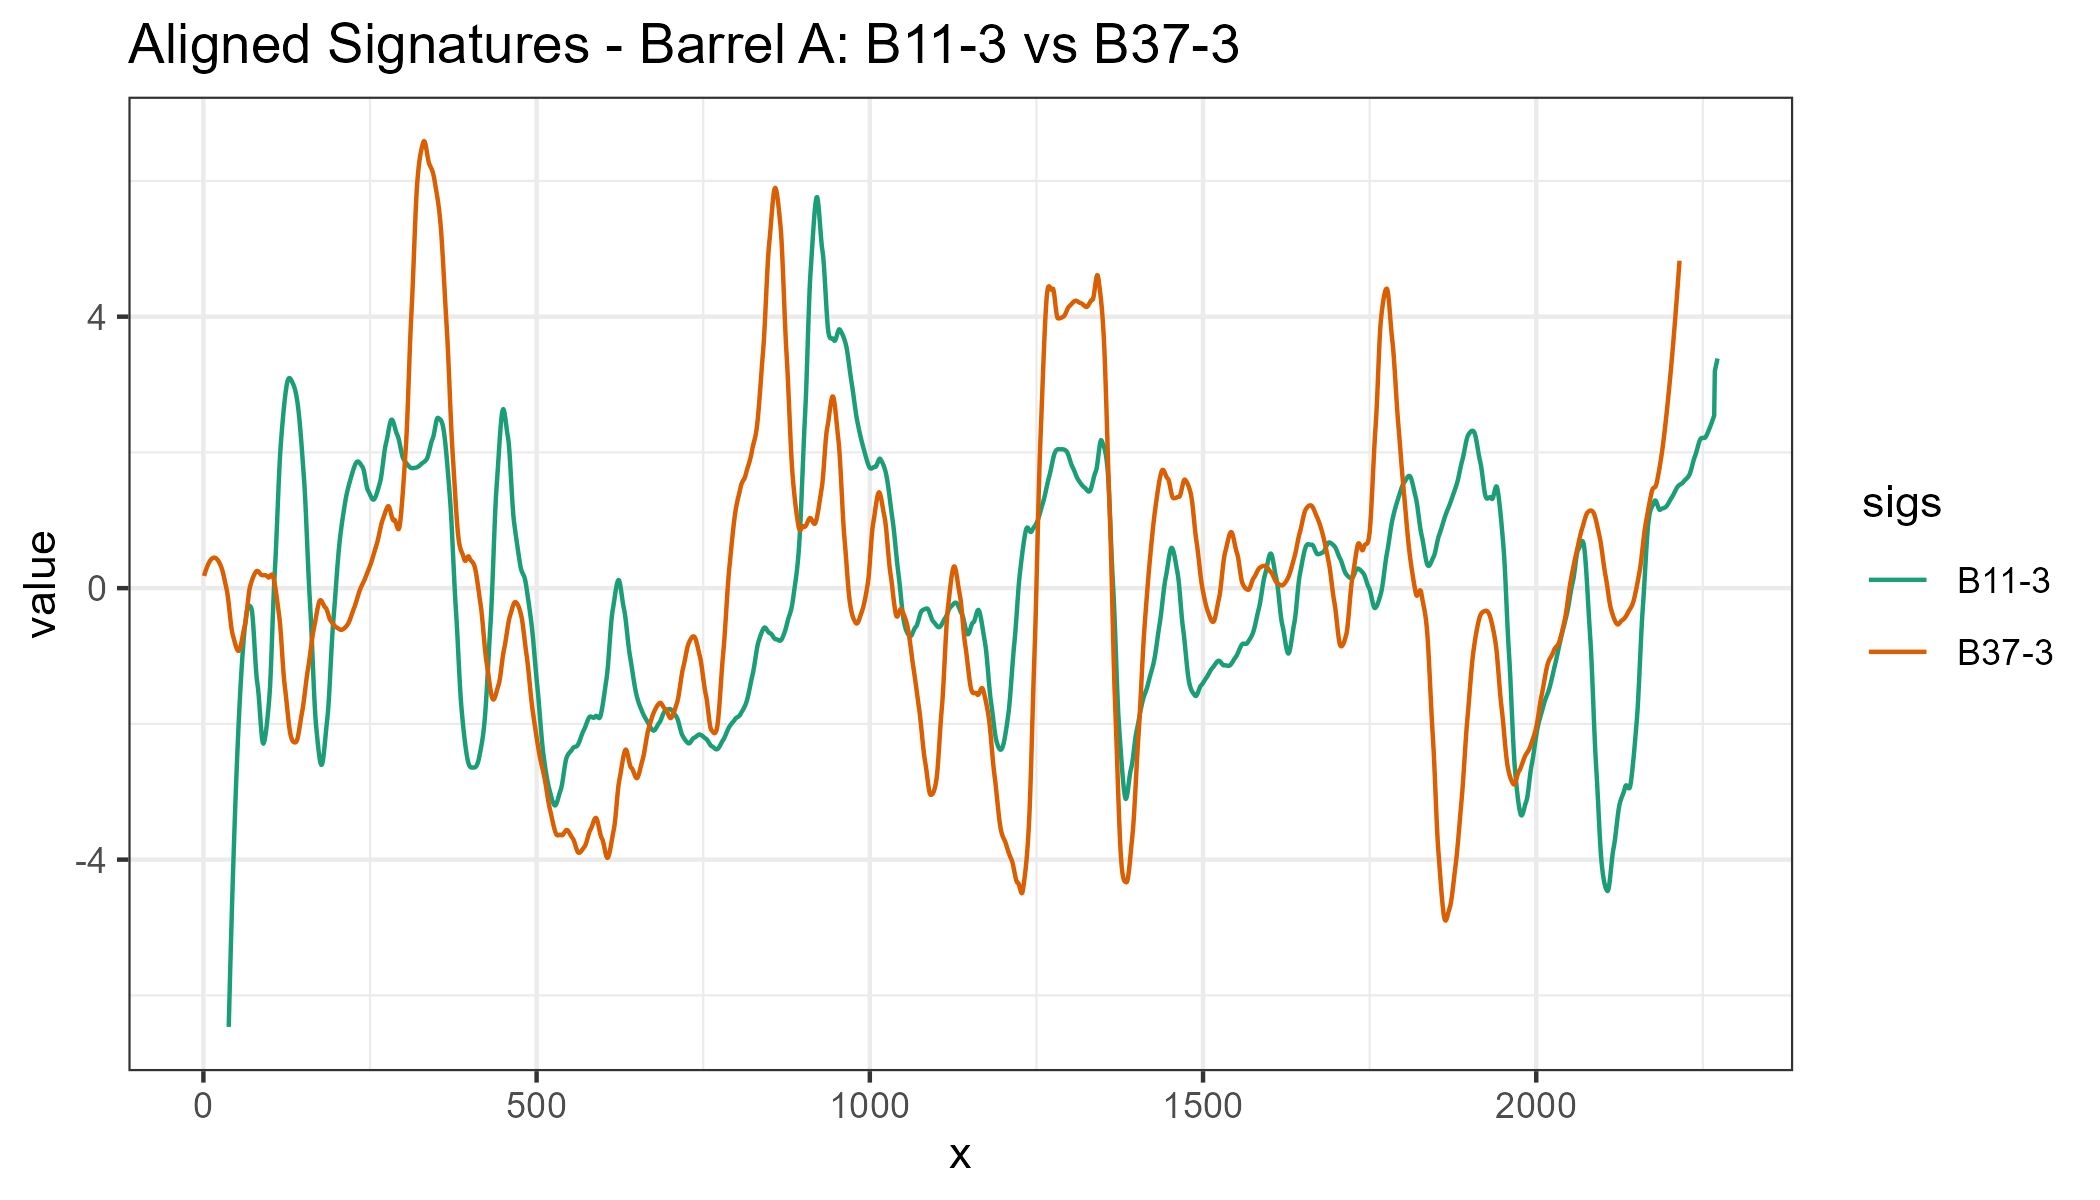 Aligned Signatures - Barrel A: B11-3 vs B37-3
value
4
0
-4
0 500 1000 1500 2000
x
sigs
B11-3
B37-3